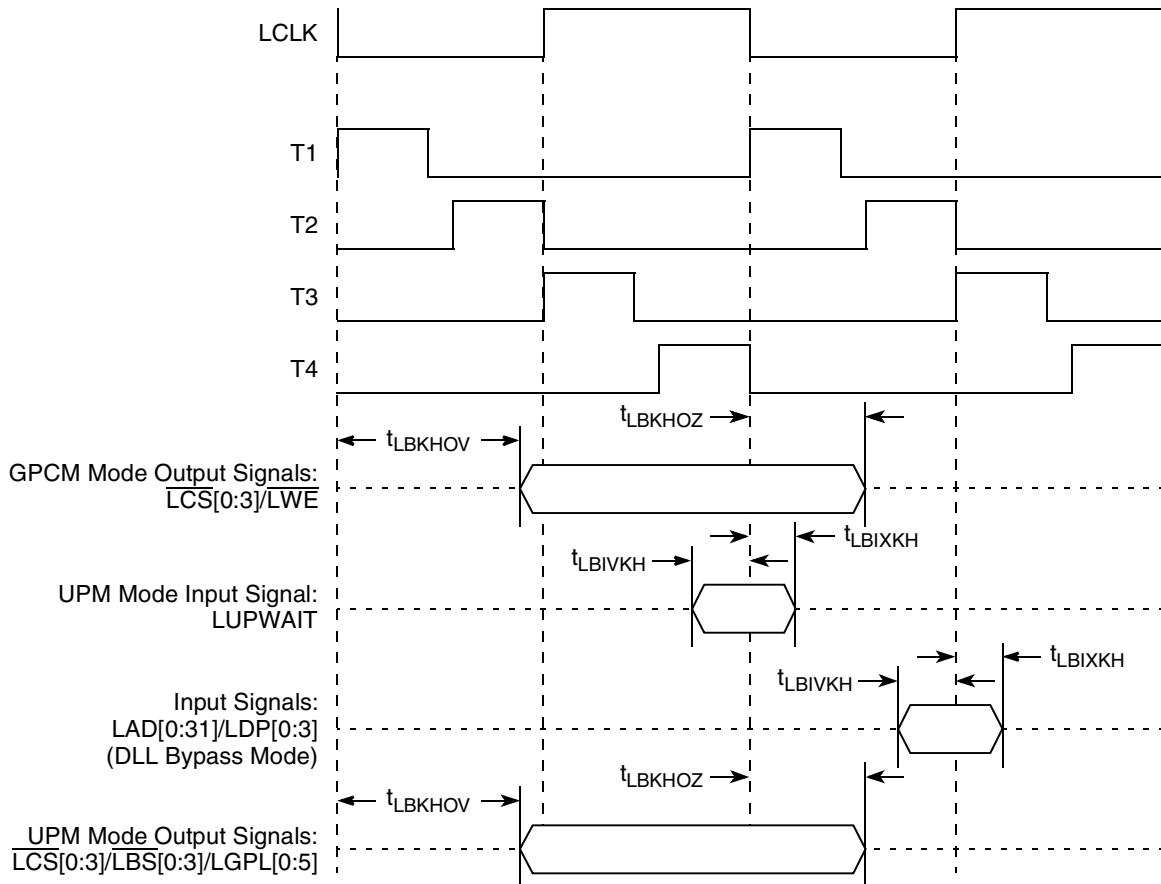 LCLK
T1
T2
T3
T4
tLBKHOZ
tLBKHOV
GPCM Mode Output Signals:
LCS[0:3]/LWE
tLBIXKH
tLBIVKH
UPM Mode Input Signal:
LUPWAIT
tLBIXKH
tLBIVKH
Input Signals:
LAD[0:31]/LDP[0:3]
(DLL Bypass Mode)
tLBKHOZ
tLBKHOV
UPM Mode Output Signals:
LCS[0:3]/LBS[0:3]/LGPL[0:5]